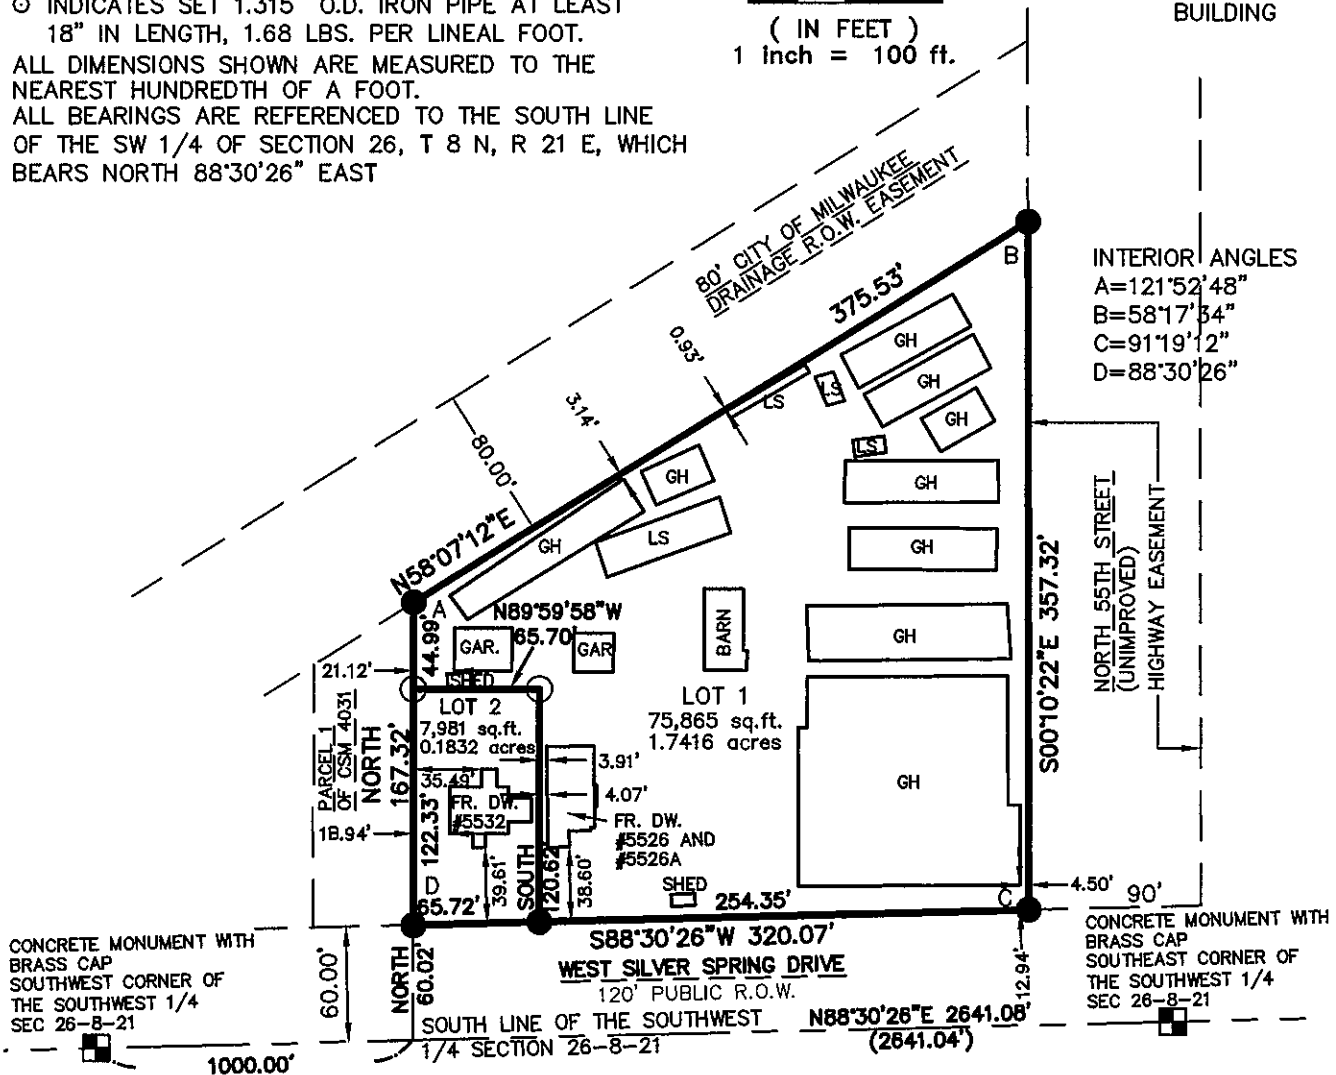 ⊙ INDICATES SET 1.315" O.D. IRON PIPE AT LEAST
18" IN LENGTH, 1.68 LBS. PER LINEAL FOOT.
ALL DIMENSIONS SHOWN ARE MEASURED TO THE
NEAREST HUNDREDTH OF A FOOT.
ALL BEARINGS ARE REFERENCED TO THE SOUTH LINE
OF THE SW 1/4 OF SECTION 26, T 8 N, R 21 E, WHICH
BEARS NORTH 88°30'26" EAST
( IN FEET )
1 inch = 100 ft.
BUILDING
80' CITY OF MILWAUKEE
DRAINAGE R.O.W. EASEMENT
B
INTERIOR ANGLES
A=121°52'48"
B=58°17'34"
C=91°19'12"
D=88°30'26"
375.53'
0.93'
3.14'
80.00'
N58°07'12"E
GH
GH
GH
GH
GH
GH
GH
GH
GH
LS
LS
LS
LS
A
44.99'
N89°59'58"W
65.70'
GAR.
GAR
BARN
SHED
21.12'
LOT 2
7,981 sq.ft.
0.1832 acres
LOT 1
75,865 sq.ft.
1.7416 acres
PARCEL 1
OF CSM 4031
NORTH
167.32'
122.33'
18.94'
35.49'
FR. DW.
#5532
3.91'
4.07'
FR. DW.
#5526 AND
#5526A
39.61'
SOUTH
120.62'
38.60'
SHED
S00°10'22"E 357.32'
NORTH 55TH STREET
(UNIMPROVED)
HIGHWAY EASEMENT
4.50'
90'
D
65.72'
254.35'
C
S88°30'26"W 320.07'
WEST SILVER SPRING DRIVE
120' PUBLIC R.O.W.
12.94'
CONCRETE MONUMENT WITH
BRASS CAP
SOUTHWEST CORNER OF
THE SOUTHWEST 1/4
SEC 26-8-21
60.00'
NORTH
60.02'
CONCRETE MONUMENT WITH
BRASS CAP
SOUTHEAST CORNER OF
THE SOUTHWEST 1/4
SEC 26-8-21
SOUTH LINE OF THE SOUTHWEST
1/4 SECTION 26-8-21
N88°30'26"E 2641.08'
(2641.04')
1000.00'